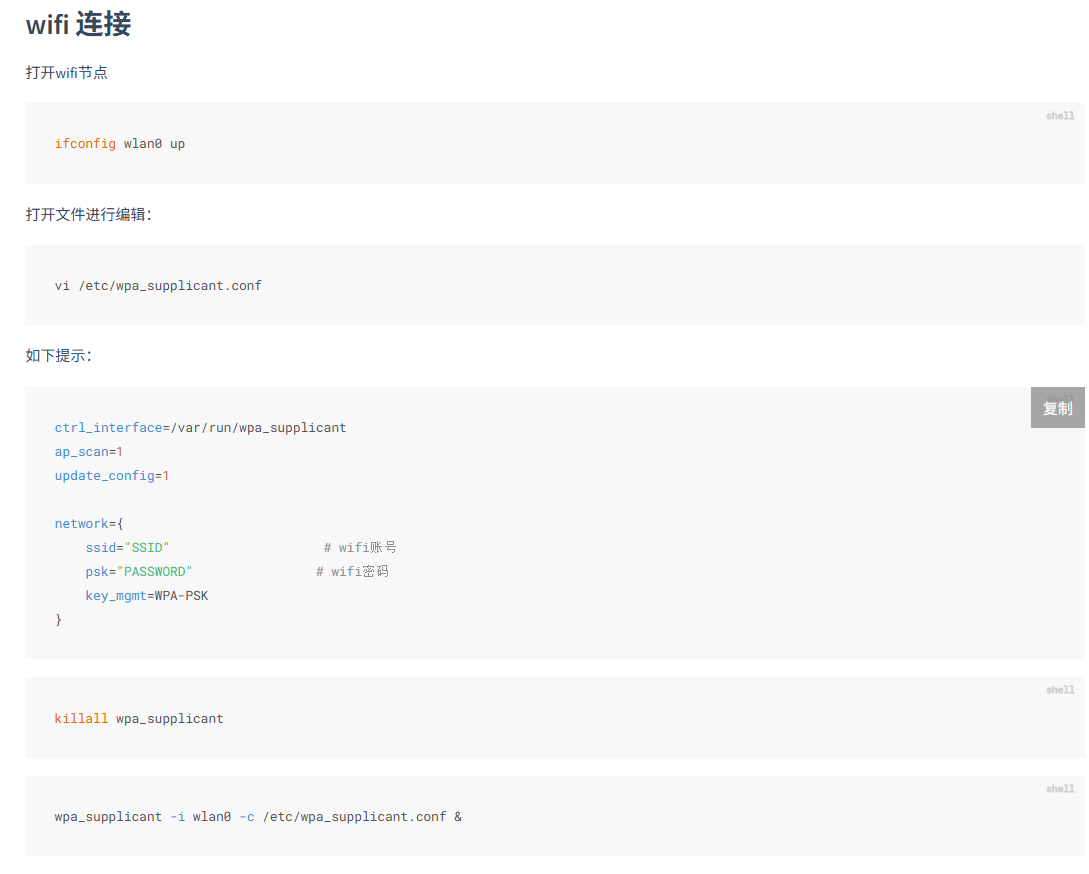 wifi 连接
打开wifi节点
shell
ifconfig wlan0 up
打开文件进行编辑：
vi /etc/wpa_supplicant.conf
如下提示：
复制
ctrl_interface=/var/run/wpa_supplicant
ap_scan=1
update_config=1
network={
    ssid="SSID"                    # wifi账号
    psk="PASSWORD"                # wifi密码
    key_mgmt=WPA-PSK
}
shell
killall wpa_supplicant
shell
wpa_supplicant -i wlan0 -c /etc/wpa_supplicant.conf &